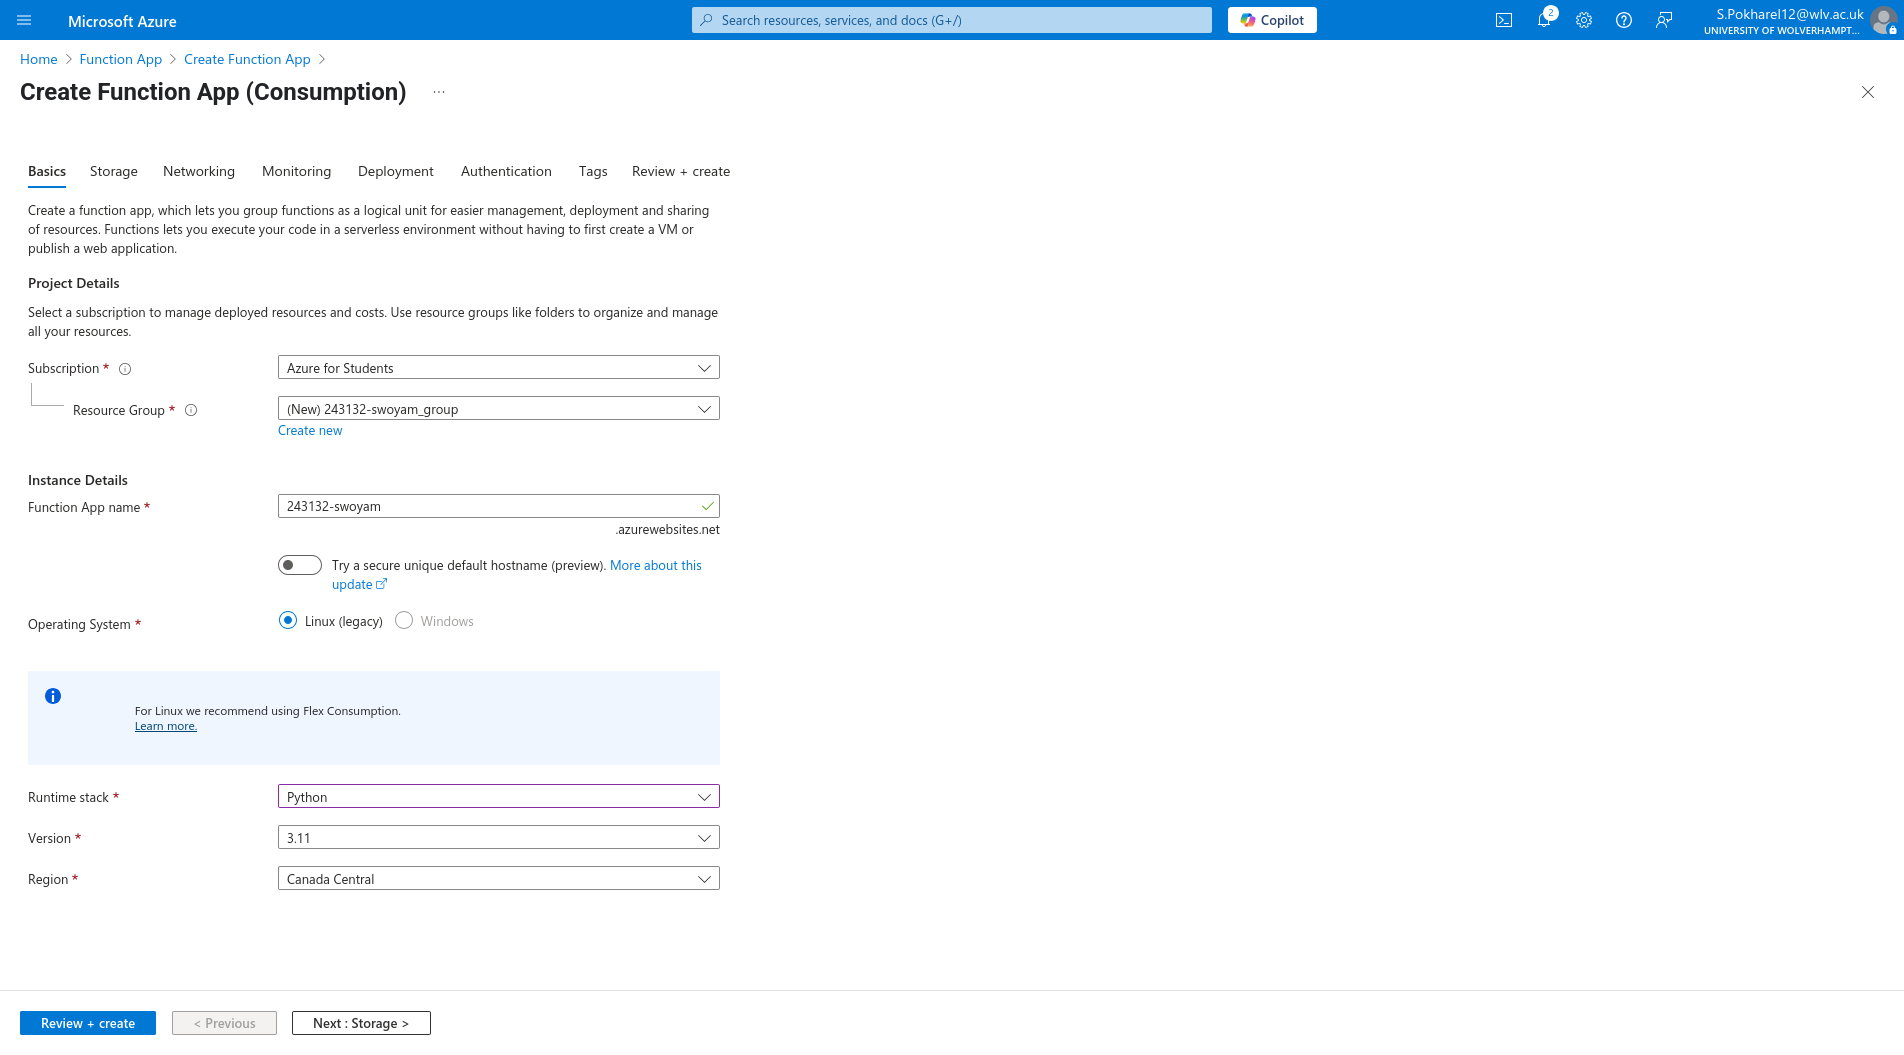 Microsoft Azure
Search resources, services, and docs (G+/)
Copilot
2
S.Pokharel12@wlv.ac.uk
UNIVERSITY OF WOLVERHAMPT...
Home > Function App > Create Function App >
Create Function App (Consumption) ...
Basics Storage Networking Monitoring Deployment Authentication Tags Review + create
Create a function app, which lets you group functions as a logical unit for easier management, deployment and sharing
of resources. Functions lets you execute your code in a serverless environment without having to first create a VM or
publish a web application.
Project Details
Select a subscription to manage deployed resources and costs. Use resource groups like folders to organize and manage
all your resources.
Subscription * Azure for Students
Resource Group * (New) 243132-swoyam_group
Create new
Instance Details
Function App name * 243132-swoyam
.azurewebsites.net
Try a secure unique default hostname (preview). More about this
update
Operating System * Linux (legacy) Windows
For Linux we recommend using Flex Consumption.
Learn more.
Runtime stack * Python
Version * 3.11
Region * Canada Central
Review + create < Previous Next : Storage >